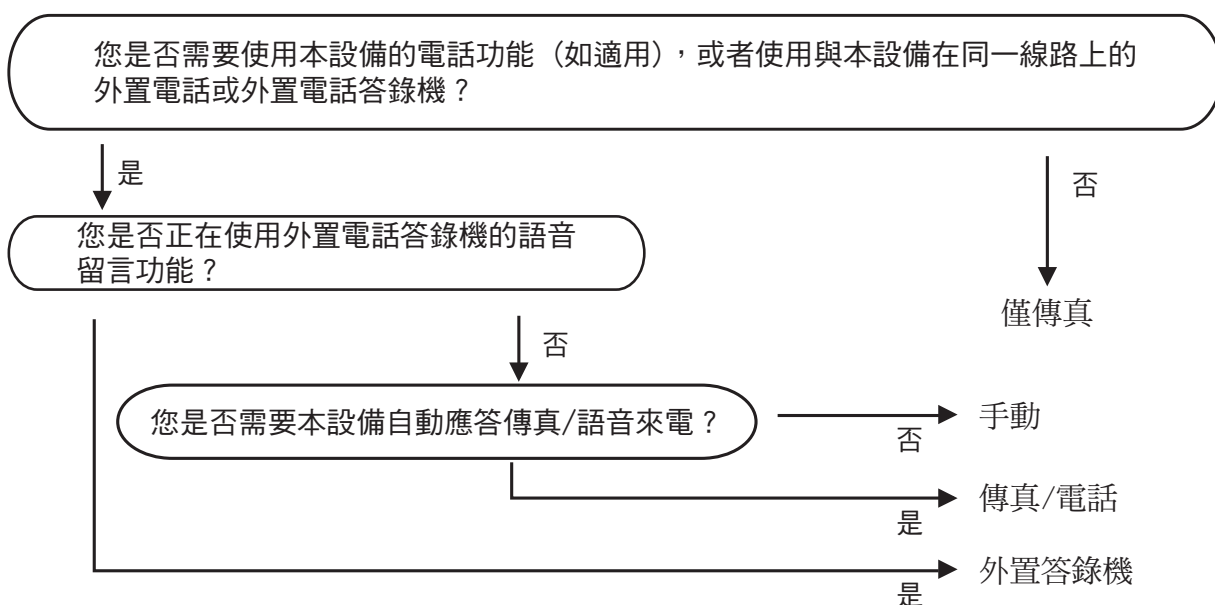 您是否需要使用本設備的電話功能（如適用），或者使用與本設備在同一線路上的
外置電話或外置電話答錄機？
是
否
您是否正在使用外置電話答錄機的語音
留言功能？
僅傳真
否
您是否需要本設備自動應答傳真/語音來電？
手動
否
傳真/電話
是
外置答錄機
是